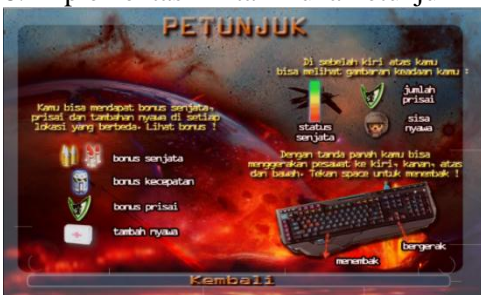 PETUNJUK
Di sebelah kiri atas kamu
bisa melihat gambaran keadaan kamu :
jumlah
prisai
status
senjata
sisa
nyawa
Kamu bisa mendapat bonus senjata,
prisai dan tambahan nyawa di setiap
lokasi yang berbeda. Lihat bonus !
bonus senjata
bonus kecepatan
bonus prisai
tambah nyawa
Dengan tanda panah kamu bisa
menggerakan pesawat ke kiri, kanan, atas
dan bawah. Tekan space untuk menembak !
bergerak
menembak
Kembali